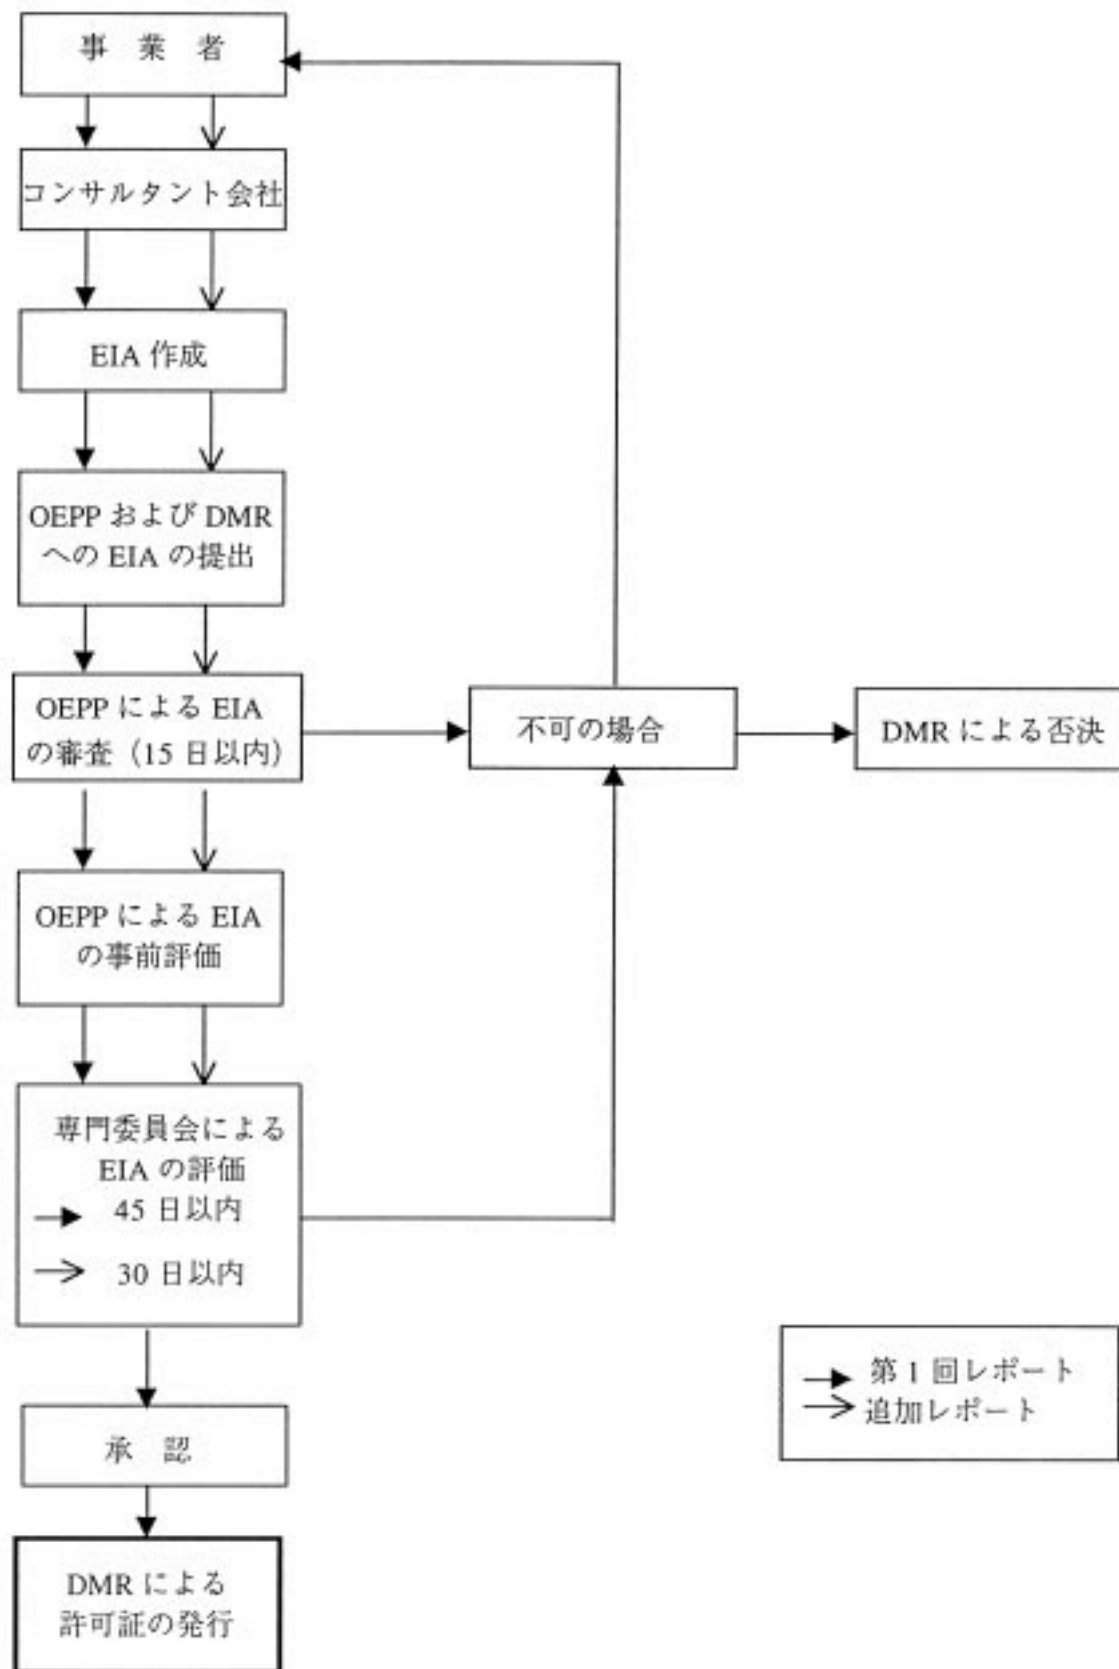 事 業 者
コンサルタント会社
EIA 作成
OEPP および DMR
への EIA の提出
OEPP による EIA
の審査（15 日以内）
不可の場合
DMR による否決
OEPP による EIA
の事前評価
専門委員会による
EIA の評価
45 日以内
30 日以内
承 認
DMR による
許可証の発行
第 1 回レポート
追加レポート